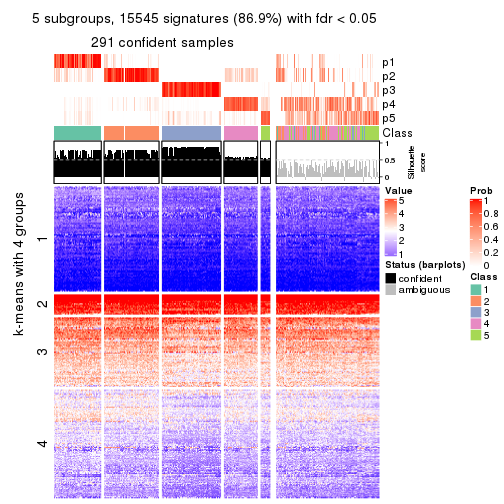 5 subgroups, 15545 signatures (86.9%) with fdr < 0.05
291 confident samples
p1
p2
p3
p4
p5
Class
1
0.5
0
Silhouette
score
k-means with 4 groups
1
2
3
4
Value
5
4
3
2
1
Status (barplots)
confident
ambiguous
Prob
1
0.8
0.6
0.4
0.2
0
Class
1
2
3
4
5